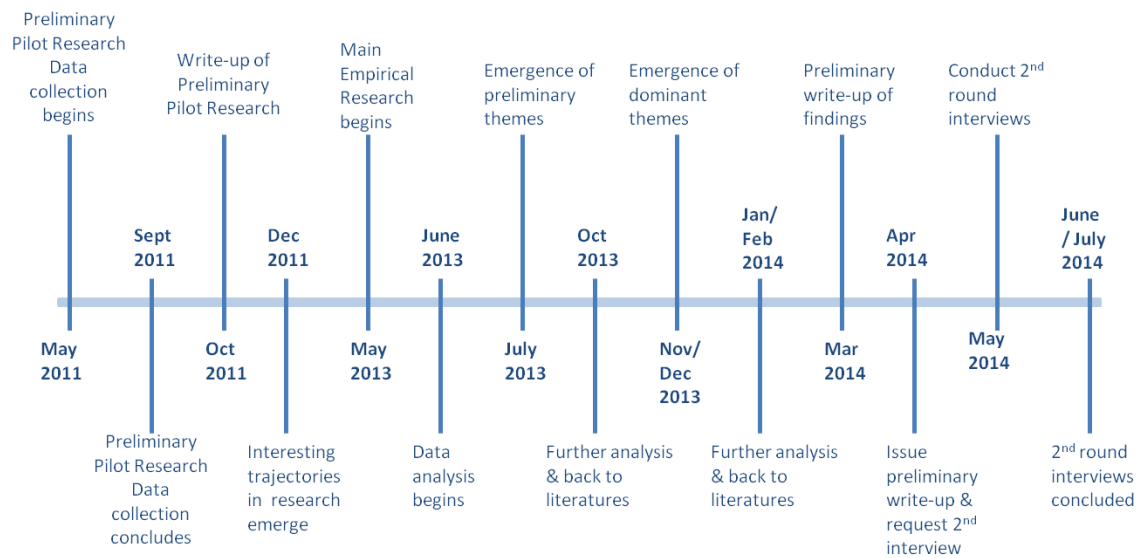 Preliminary
Pilot Research
Data
collection
begins
Write-up of
Preliminary
Pilot Research
Main
Empirical
Research
begins
Emergence of
preliminary
themes
Emergence of
dominant
themes
Preliminary
write-up of
findings
Conduct 2nd
round
interviews
Sept
2011
Dec
2011
June
2013
Oct
2013
Jan/
Feb
2014
Apr
2014
June
/ July
2014
May
2011
Oct
2011
May
2013
July
2013
Nov/
Dec
2013
Mar
2014
May
2014
Preliminary
Pilot Research
Data
collection
concludes
Interesting
trajectories
in research
emerge
Data
analysis
begins
Further analysis
& back to
literatures
Further analysis
& back to
literatures
Issue
preliminary
write-up &
request 2nd
interview
2nd round
interviews
concluded